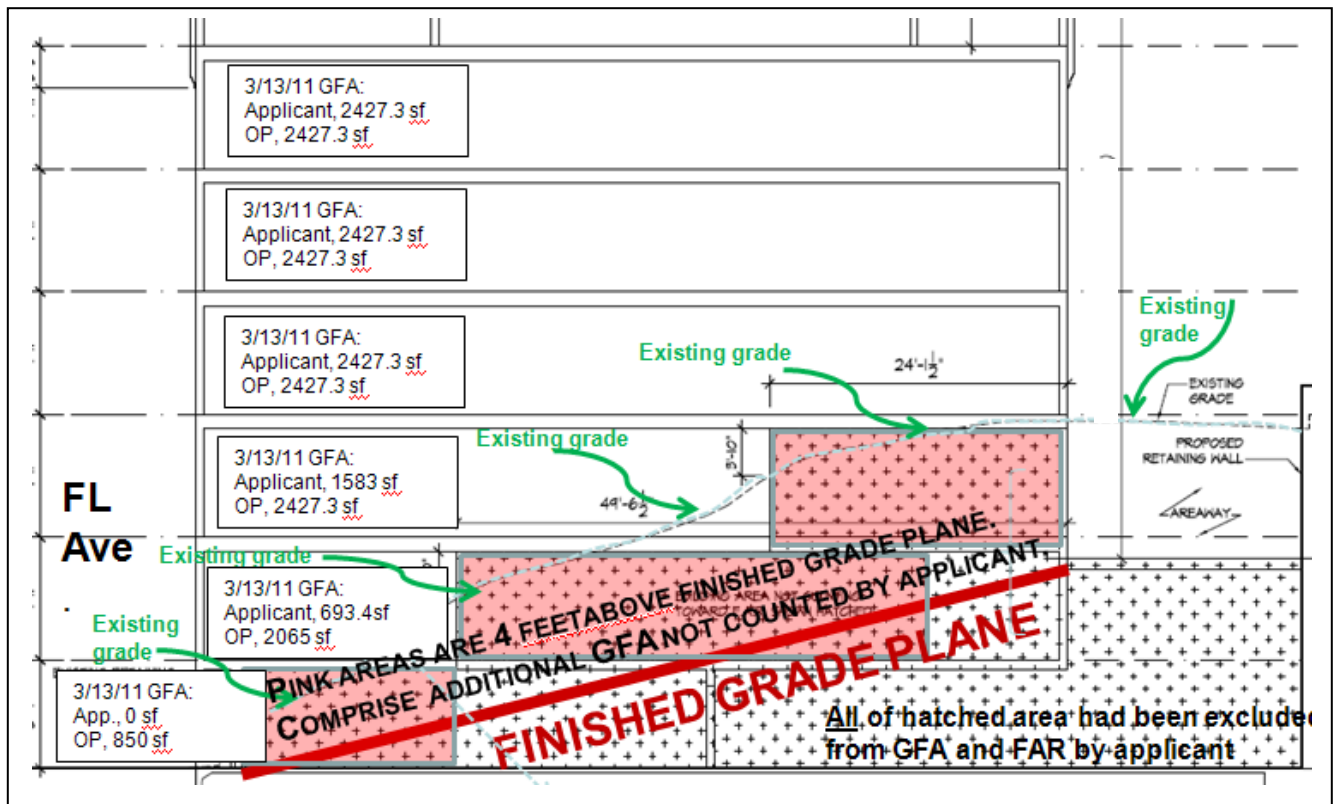 3/13/11 GFA:
Applicant, 2427.3 sf
OP, 2427.3 sf
3/13/11 GFA:
Applicant, 2427.3 sf
OP, 2427.3 sf
3/13/11 GFA:
Applicant, 2427.3 sf
OP, 2427.3 sf
Existing grade
24'-1½"
Existing
grade
EXISTING
GRADE
3/13/11 GFA:
Applicant, 1583 sf
OP, 2427.3 sf
Existing grade
49'-6½
PROPOSED
RETAINING WALL
AREAWAY
FL
Ave
.
Existing grade
3/13/11 GFA:
Applicant, 693.4sf
OP, 2065 sf
Existing
grade
3/13/11 GFA:
App., 0 sf
OP, 850 sf
PINK AREAS ARE 4 FEETABOVE FINISHED GRADE PLANE.
COMPRISE ADDITIONAL GFA NOT COUNTED BY APPLICANT,
FINISHED GRADE PLANE
All of hatched area had been exclude
from GFA and FAR by applicant